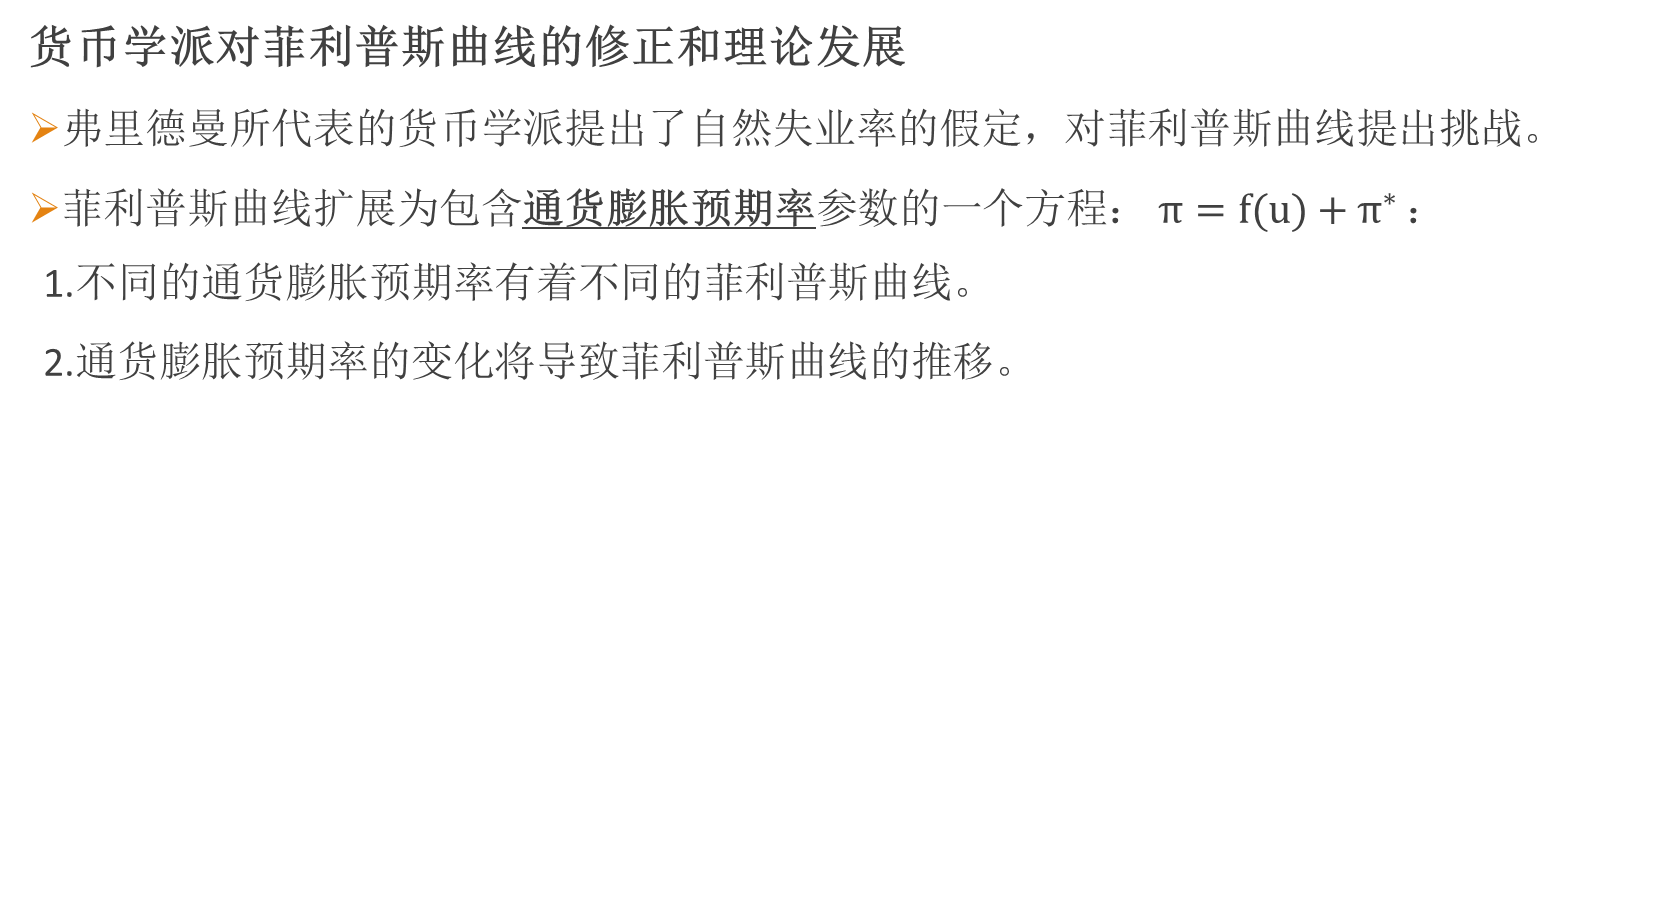 货币学派对菲利普斯曲线的修正和理论发展
➢弗里德曼所代表的货币学派提出了自然失业率的假定，对菲利普斯曲线提出挑战。
➢菲利普斯曲线扩展为包含通货膨胀预期率参数的一个方程： π = f(u) + π*：
1.不同的通货膨胀预期率有着不同的菲利普斯曲线。
2.通货膨胀预期率的变化将导致菲利普斯曲线的推移。